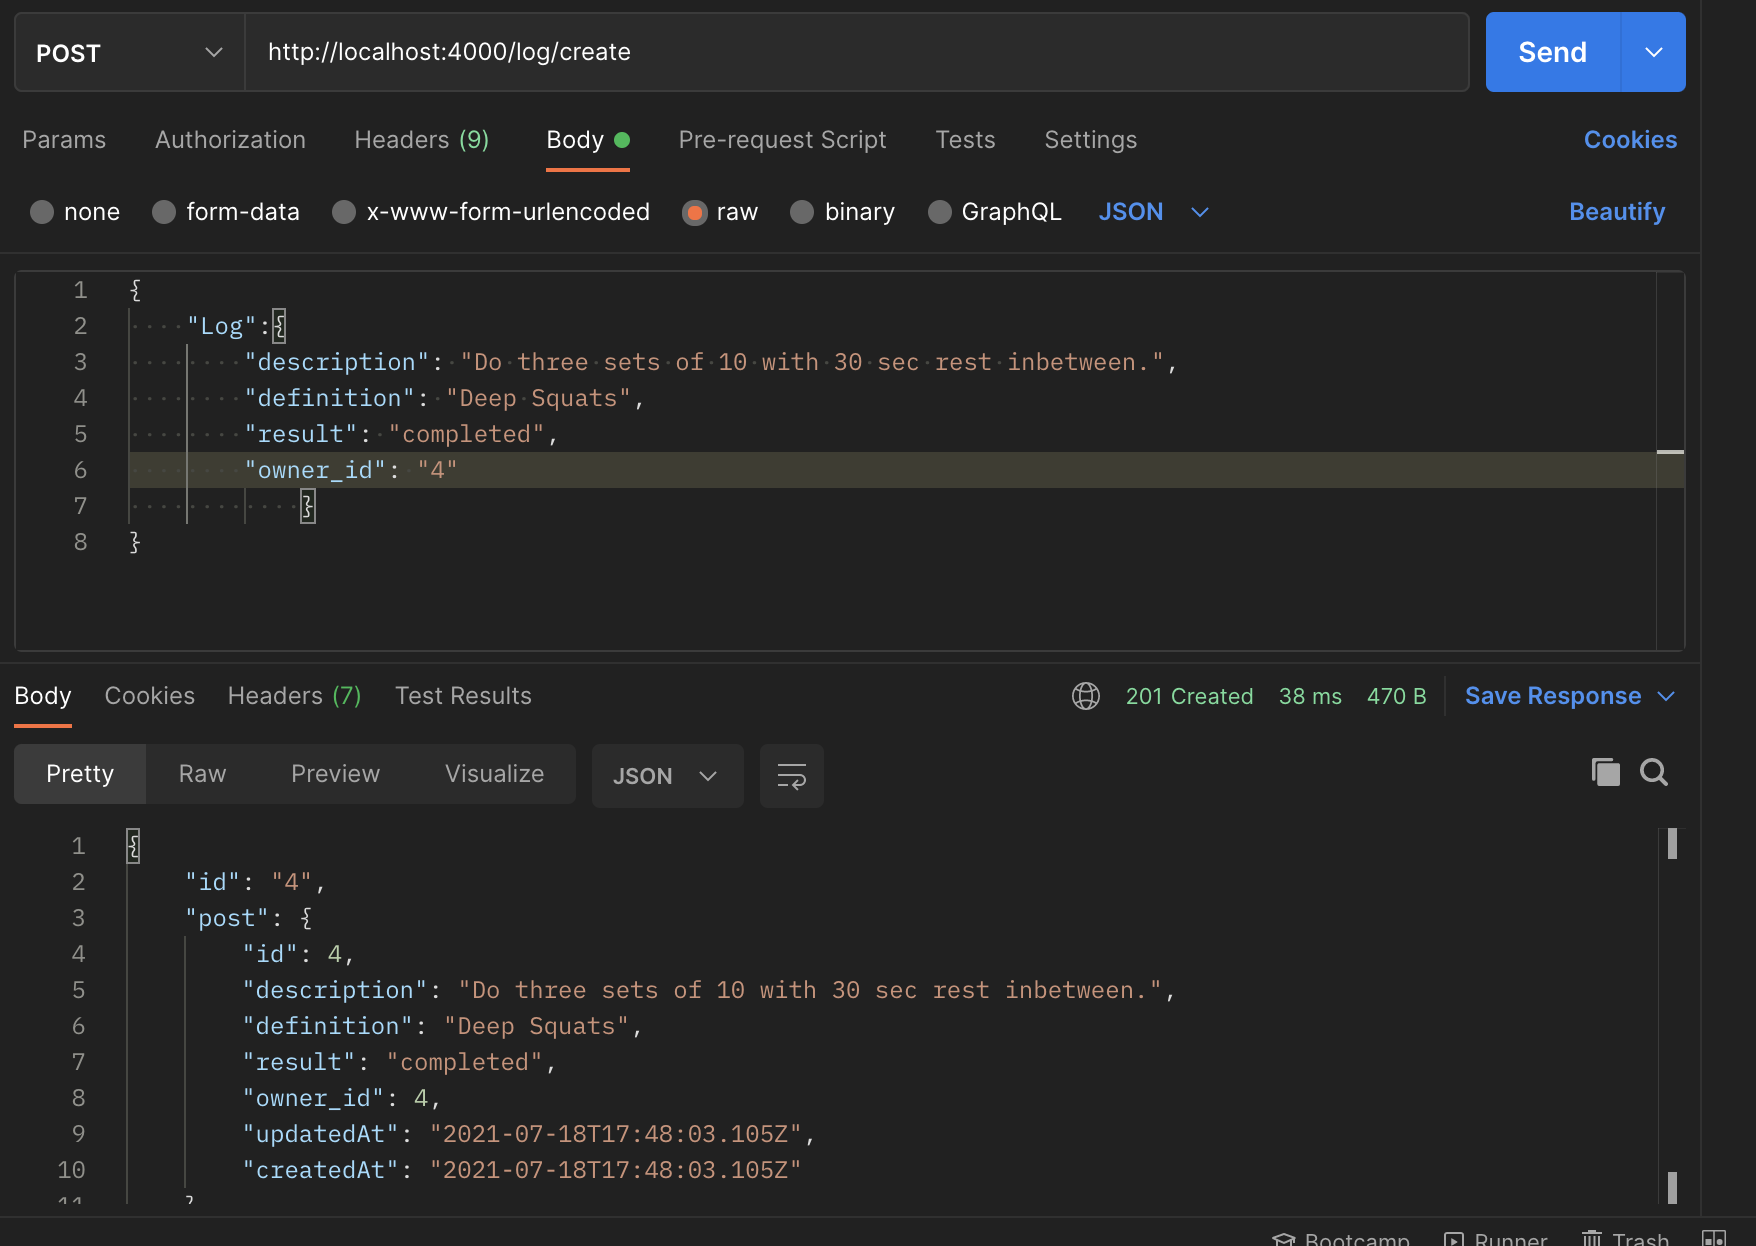 POST http://localhost:4000/log/create Send
Params Authorization Headers (9) Body Pre-request Script Tests Settings Cookies
none form-data x-www-form-urlencoded raw binary GraphQL JSON Beautify
1 {
2 "Log":{
3 "description": "Do three sets of 10 with 30 sec rest inbetween.",
4 "definition": "Deep Squats",
5 "result": "completed",
6 "owner_id": "4"
7 }
8 }
Body Cookies Headers (7) Test Results 201 Created 38 ms 470 B Save Response
Pretty Raw Preview Visualize JSON
1 {
2 "id": "4",
3 "post": {
4 "id": 4,
5 "description": "Do three sets of 10 with 30 sec rest inbetween.",
6 "definition": "Deep Squats",
7 "result": "completed",
8 "owner_id": 4,
9 "updatedAt": "2021-07-18T17:48:03.105Z",
10 "createdAt": "2021-07-18T17:48:03.105Z"
11 }
Bootcamp Runner Trash